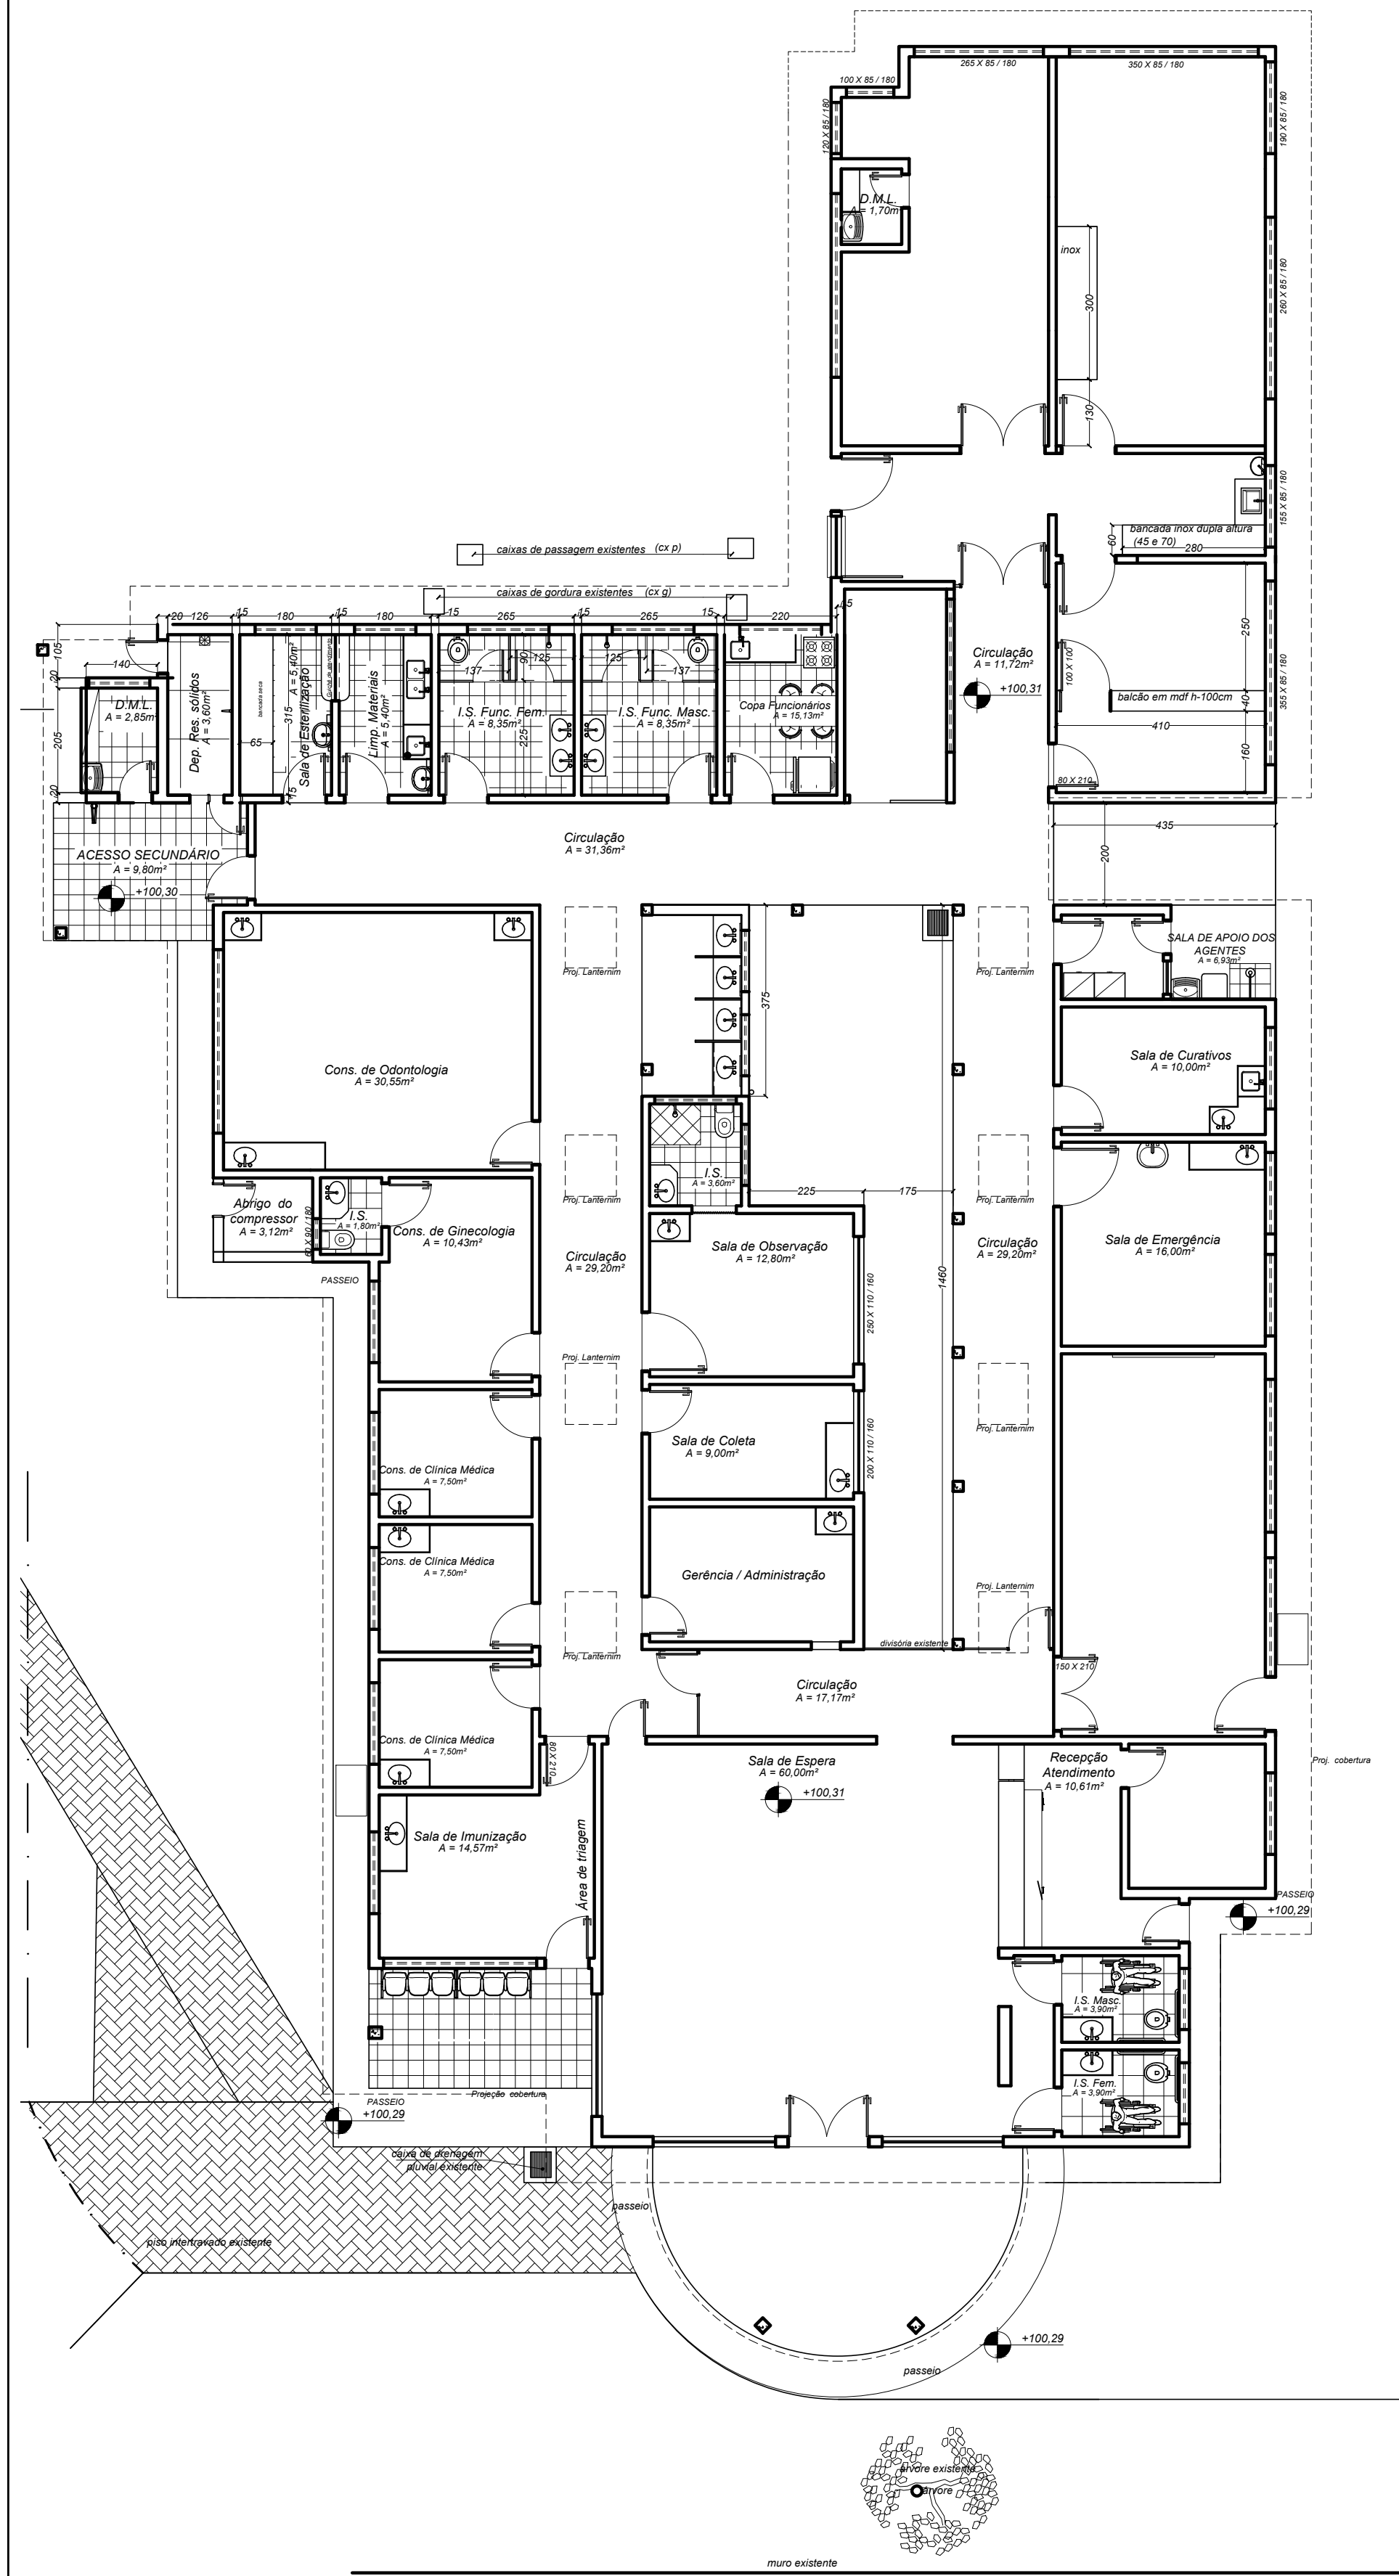 265 X 85 / 180
350 X 85 / 180
100 X 85 / 180
120 X 85 / 180
190 X 85 / 180
D.M.L.
A = 1,70m
inox
300
260 X 85 / 180
130
155 X 85 / 180
bancada inox dupla altura
(45 e 70)
60
280
caixas de passagem existentes (cx p)
caixas de gordura existentes (cx g)
20
126
15
180
15
180
15
265
15
265
15
220
15
105
20
140
D.M.L.
A = 2,85m²
205
20
Dep. Res. sólidos
A = 3,60m²
bancada seca
65
315
15
Sala de Esterilização
A = 5,40m²
Limp. Materiais
A = 5,40m²
137
90
125
I.S. Func. Fem.
A = 8,35m²
225
125
137
I.S. Func. Masc.
A = 8,35m²
Copa Funcionários
A = 15,13m²
Circulação
A = 11,72m²
+100,31
100 X 100
250
balcão em mdf h-100cm
40
410
160
80 X 210
355 X 85 / 180
Circulação
A = 31,36m²
ACESSO SECUNDÁRIO
A = 9,80m²
+100,30
435
200
Proj. Lanternim
Proj. Lanternim
375
SALA DE APOIO DOS
AGENTES
A = 6,93m²
Cons. de Odontologia
A = 30,55m²
Sala de Curativos
A = 10,00m²
I.S.
A = 3,60m²
225
175
Proj. Lanternim
Proj. Lanternim
Abrigo do
compressor
A = 3,12m²
60 X 90 / 180
I.S.
A = 1,80m²
Cons. de Ginecologia
A = 10,43m²
PASSEIO
Circulação
A = 29,20m²
Sala de Observação
A = 12,80m²
250 X 110 / 160
1460
Circulação
A = 29,20m²
Sala de Emergência
A = 16,00m²
Proj. Lanternim
Proj. Lanternim
Sala de Coleta
A = 9,00m²
200 X 110 / 160
Cons. de Clínica Médica
A = 7,50m²
Cons. de Clínica Médica
A = 7,50m²
Gerência / Administração
Proj. Lanternim
Proj. Lanternim
divisória existente
150 X 210
Circulação
A = 17,17m²
Cons. de Clínica Médica
A = 7,50m²
80 X 210
Sala de Espera
A = 60,00m²
+100,31
Recepção
Atendimento
A = 10,61m²
Proj. cobertura
Sala de Imunização
A = 14,57m²
Área de triagem
PASSEIO
+100,29
I.S. Masc.
A = 3,90m²
I.S. Fem.
A = 3,90m²
Projeção cobertura
PASSEIO
+100,29
caixa de drenagem
pluvial existente
passeio
piso intertravado existente
+100,29
passeio
árvore existente
árvore
muro existente